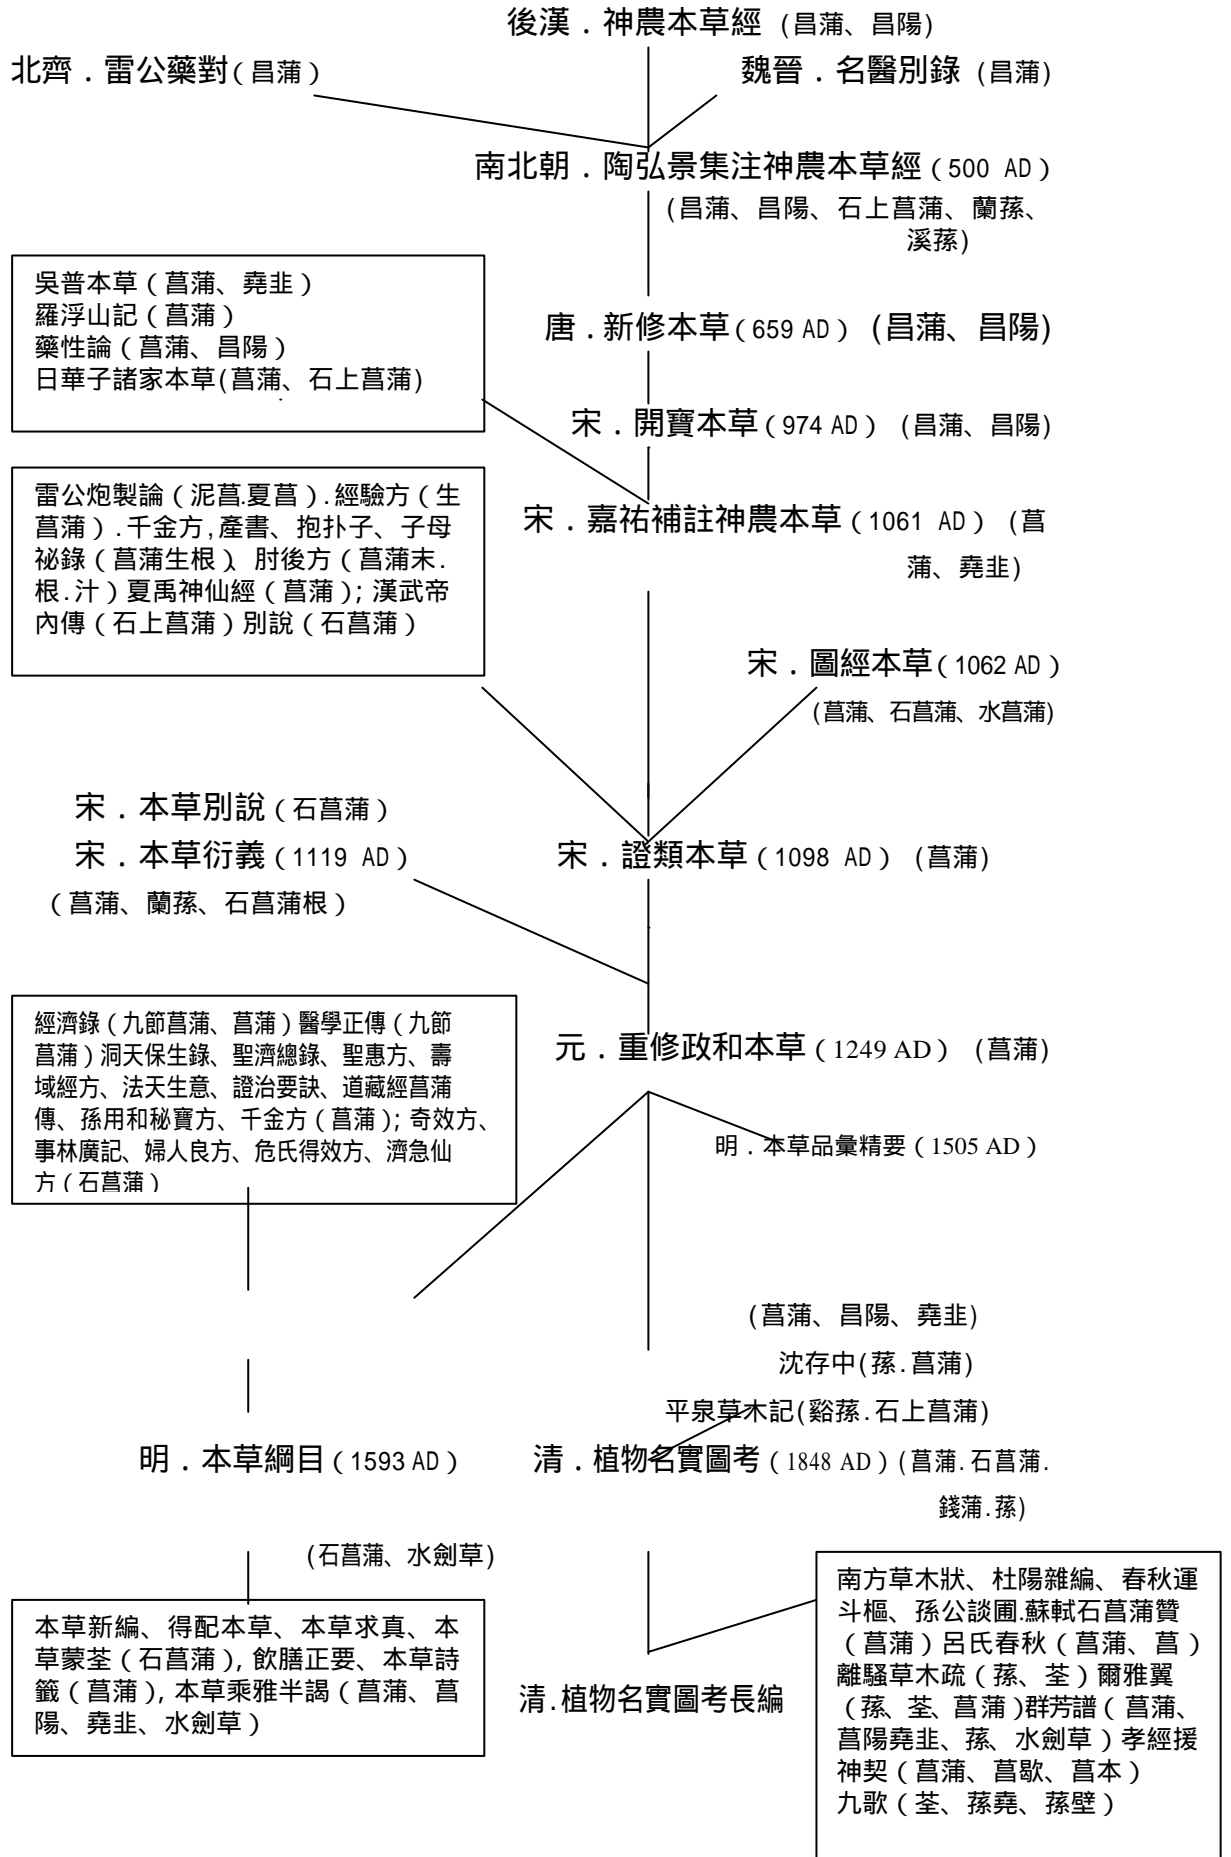 後漢．神農本草經 (昌蒲、昌陽)
北齊．雷公藥對(昌蒲)
魏晉．名醫別錄 (昌蒲)
南北朝．陶弘景集注神農本草經(500 AD)
(昌蒲、昌陽、石上菖蒲、蘭蓀、
溪蓀)
吳普本草(菖蒲、堯韭)
羅浮山記(菖蒲)
藥性論(菖蒲、昌陽)
日華子諸家本草(菖蒲、石上菖蒲)
唐．新修本草(659 AD) (昌蒲、昌陽)
宋．開寶本草(974 AD) (昌蒲、昌陽)
雷公炮製論(泥菖.夏菖).經驗方(生
菖蒲).千金方,產書、抱扑子、子母
祕錄(菖蒲生根)、肘後方(菖蒲末.
根.汁)夏禹神仙經(菖蒲);漢武帝
內傳(石上菖蒲)別說(石菖蒲)
宋．嘉祐補註神農本草(1061 AD) (菖
蒲、堯韭)
宋．圖經本草(1062 AD)
(菖蒲、石菖蒲、水菖蒲)
宋．本草別說(石菖蒲)
宋．本草衍義(1119 AD)
(菖蒲、蘭蓀、石菖蒲根)
宋．證類本草(1098 AD) (菖蒲)
經濟錄(九節菖蒲、菖蒲)醫學正傳(九節
菖蒲)洞天保生錄、聖濟總錄、聖惠方、壽
域經方、法天生意、證治要訣、道藏經菖蒲
傳、孫用和秘寶方、千金方(菖蒲);奇效方、
事林廣記、婦人良方、危氏得效方、濟急仙
方(石菖蒲)
元．重修政和本草(1249 AD) (菖蒲)
明．本草品彙精要(1505 AD)
(菖蒲、昌陽、堯韭)
沈存中(蓀.菖蒲)
平泉草木記(谿蓀.石上菖蒲)
明．本草綱目(1593 AD)
清．植物名實圖考(1848 AD)(菖蒲.石菖蒲.
錢蒲.蓀)
(石菖蒲、水劍草)
本草新編、得配本草、本草求真、本
草蒙荃(石菖蒲),飲膳正要、本草詩
籤(菖蒲),本草乘雅半謁(菖蒲、菖
陽、堯韭、水劍草)
清.植物名實圖考長編
南方草木狀、杜陽雜編、春秋運
斗樞、孫公談圃.蘇軾石菖蒲贊
(菖蒲)呂氏春秋(菖蒲、菖)
離騷草木疏(蓀、荃)爾雅翼
(蓀、荃、菖蒲)群芳譜(菖蒲、
菖陽堯韭、蓀、水劍草)孝經援
神契(菖蒲、菖歜、菖本)
九歌(荃、蓀堯、蓀壁)